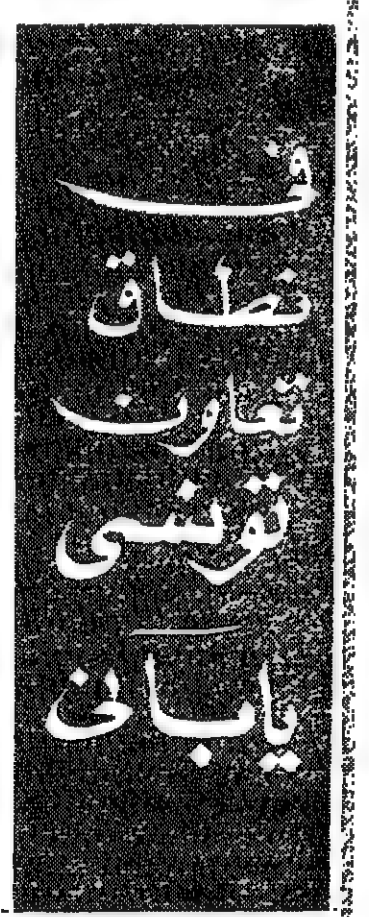 في
نطاق
تعاون
تونسي
ياباني